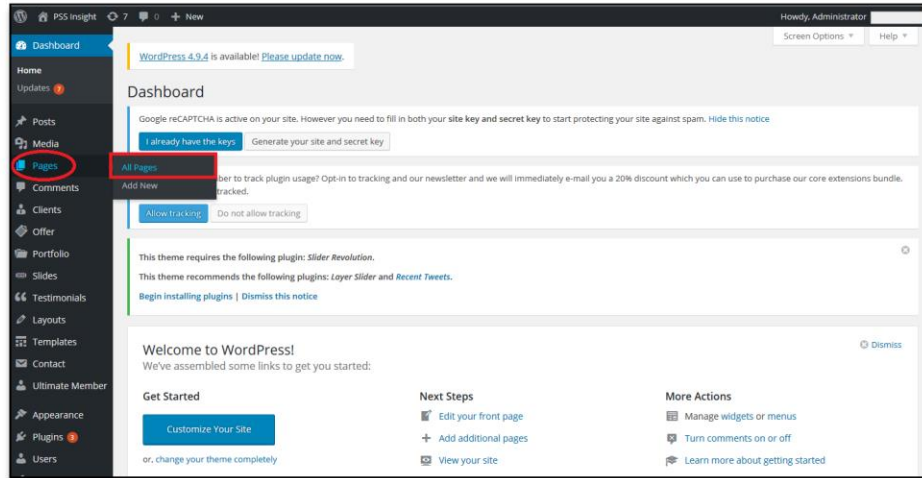 PSS Insight 7 0 + New
Howdy, Administrator
Screen Options Help
Dashboard
Home
Updates 7
Posts
Media
Pages
Comments
Clients
Offer
Portfolio
Slides
Testimonials
Layouts
Templates
Contact
Ultimate Member
Appearance
Plugins 3
Users
All Pages
Add New
WordPress 4.9.4 is available! Please update now.
Dashboard
Google reCAPTCHA is active on your site. However you need to fill in both your site key and secret key to start protecting your site against spam. Hide this notice
I already have the keys Generate your site and secret key
ber to track plugin usage? Opt-in to tracking and our newsletter and we will immediately e-mail you a 20% discount which you can use to purchase our core extensions bundle.
tracked.
Allow tracking Do not allow tracking
This theme requires the following plugin: Slider Revolution.
This theme recommends the following plugins: Layer Slider and Recent Tweets.
Begin installing plugins | Dismiss this notice
Welcome to WordPress!
Dismiss
We've assembled some links to get you started:
Get Started
Customize Your Site
or, change your theme completely
Next Steps
Edit your front page
Add additional pages
View your site
More Actions
Manage widgets or menus
Turn comments on or off
Learn more about getting started